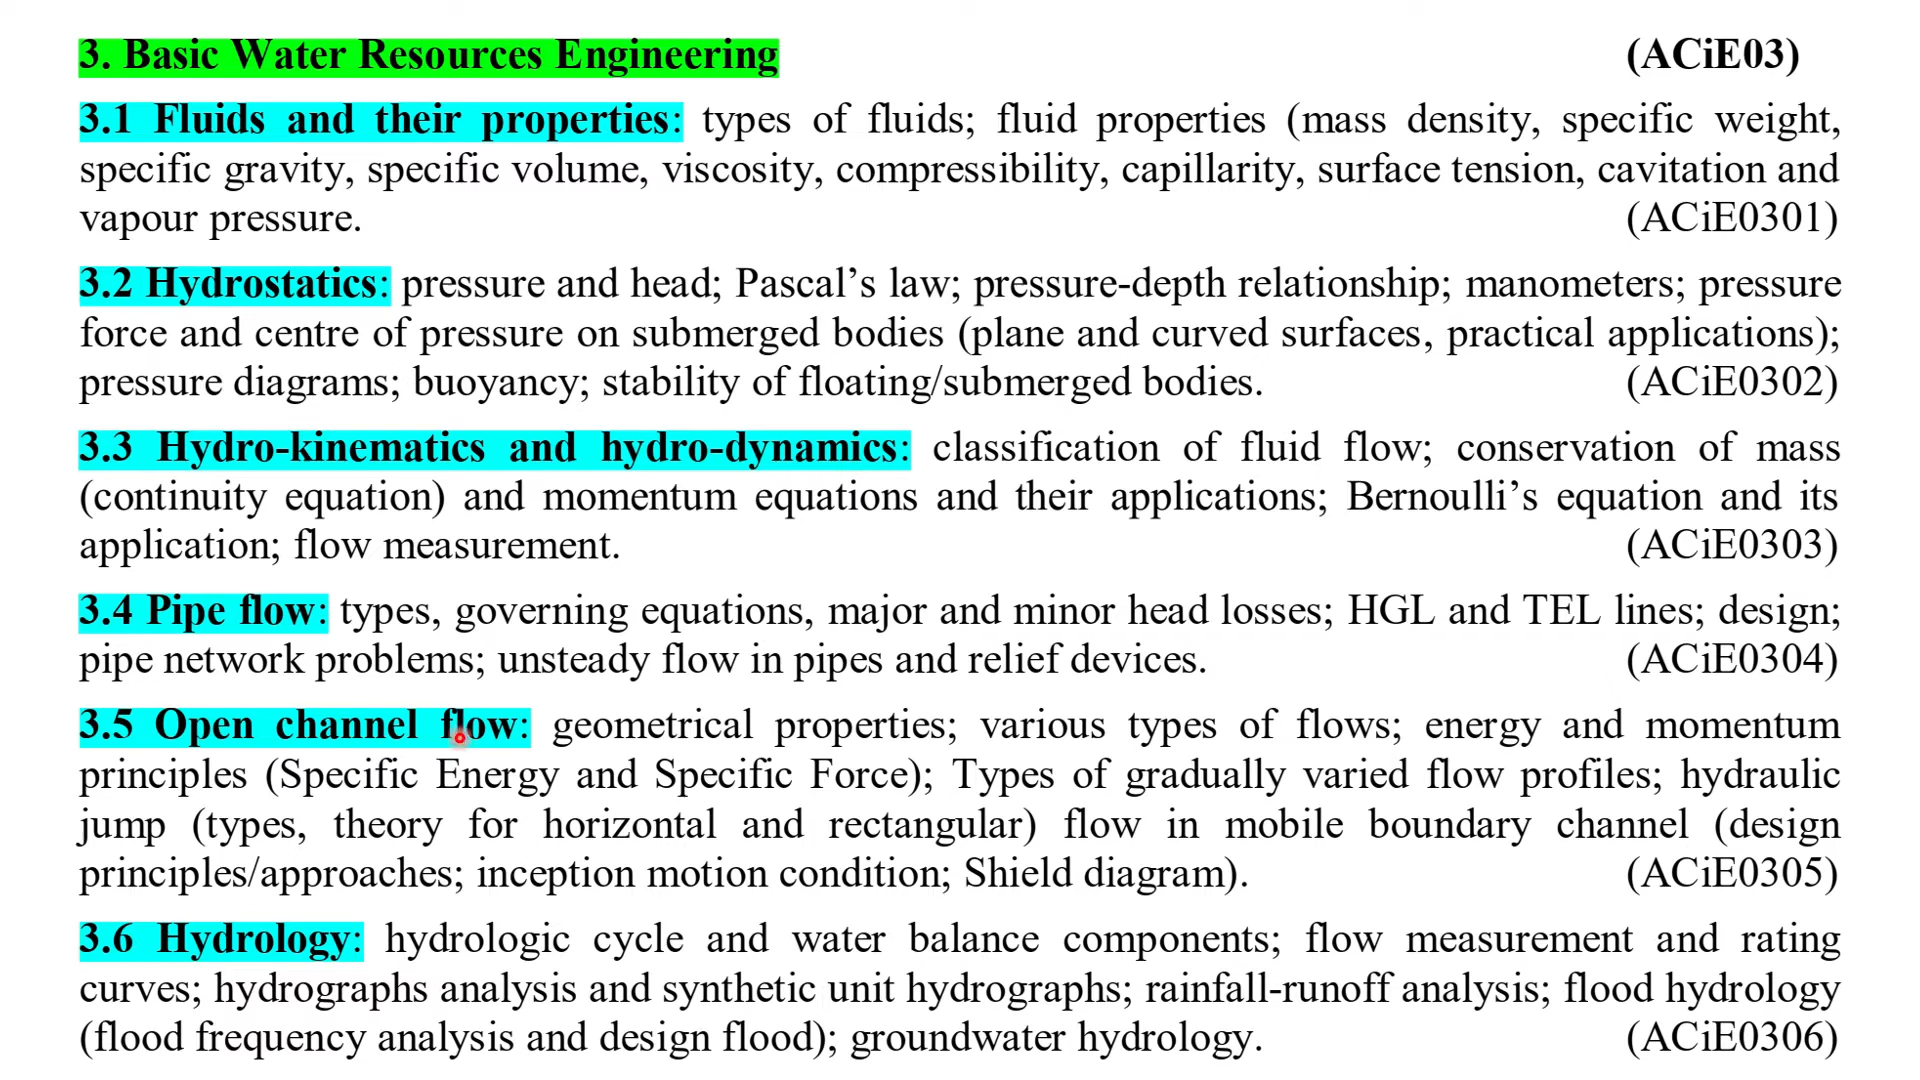 3. Basic Water Resources Engineering (ACiE03)
3.1 Fluids and their properties: types of fluids; fluid properties (mass density, specific weight,
specific gravity, specific volume, viscosity, compressibility, capillarity, surface tension, cavitation and
vapour pressure. (ACiE0301)
3.2 Hydrostatics: pressure and head; Pascal’s law; pressure-depth relationship; manometers; pressure
force and centre of pressure on submerged bodies (plane and curved surfaces, practical applications);
pressure diagrams; buoyancy; stability of floating/submerged bodies. (ACiE0302)
3.3 Hydro-kinematics and hydro-dynamics: classification of fluid flow; conservation of mass
(continuity equation) and momentum equations and their applications; Bernoulli’s equation and its
application; flow measurement. (ACiE0303)
3.4 Pipe flow: types, governing equations, major and minor head losses; HGL and TEL lines; design;
pipe network problems; unsteady flow in pipes and relief devices. (ACiE0304)
3.5 Open channel flow: geometrical properties; various types of flows; energy and momentum
principles (Specific Energy and Specific Force); Types of gradually varied flow profiles; hydraulic
jump (types, theory for horizontal and rectangular) flow in mobile boundary channel (design
principles/approaches; inception motion condition; Shield diagram). (ACiE0305)
3.6 Hydrology: hydrologic cycle and water balance components; flow measurement and rating
curves; hydrographs analysis and synthetic unit hydrographs; rainfall-runoff analysis; flood hydrology
(flood frequency analysis and design flood); groundwater hydrology. (ACiE0306)